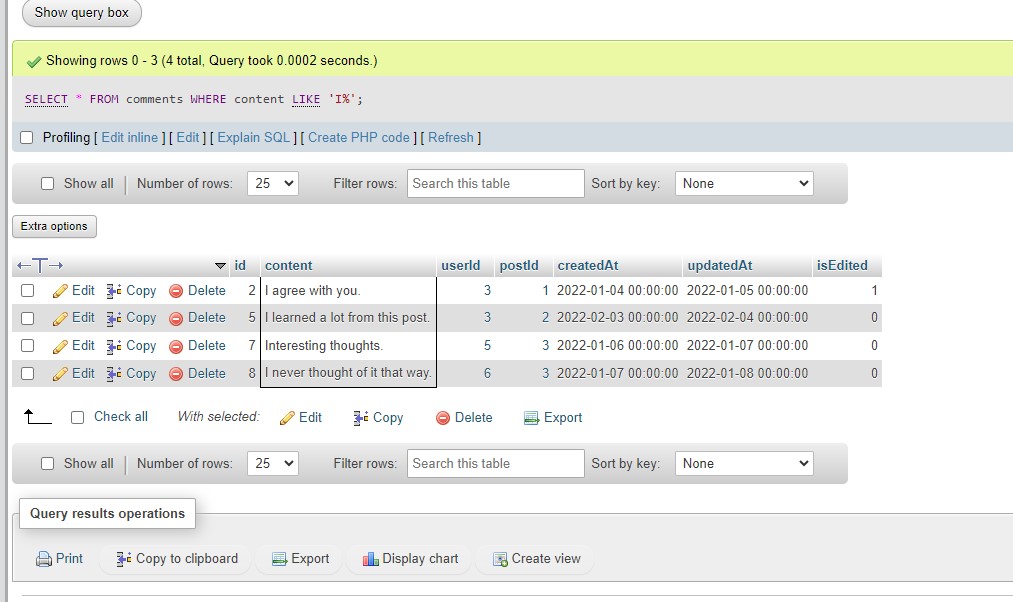 Show query box
Showing rows 0 - 3 (4 total, Query took 0.0002 seconds.)
SELECT * FROM comments WHERE content LIKE 'I%';
Profiling [ Edit inline ] [ Edit ] [ Explain SQL ] [ Create PHP code ] [ Refresh ]
Show all Number of rows: 25 Filter rows: Search this table Sort by key: None
Extra options
←T→ id content userId postId createdAt updatedAt isEdited
Edit Copy Delete 2 I agree with you. 3 1 2022-01-04 00:00:00 2022-01-05 00:00:00 1
Edit Copy Delete 5 I learned a lot from this post. 3 2 2022-02-03 00:00:00 2022-02-04 00:00:00 0
Edit Copy Delete 7 Interesting thoughts. 5 3 2022-01-06 00:00:00 2022-01-07 00:00:00 0
Edit Copy Delete 8 I never thought of it that way. 6 3 2022-01-07 00:00:00 2022-01-08 00:00:00 0
Check all With selected: Edit Copy Delete Export
Show all Number of rows: 25 Filter rows: Search this table Sort by key: None
Query results operations
Print Copy to clipboard Export Display chart Create view